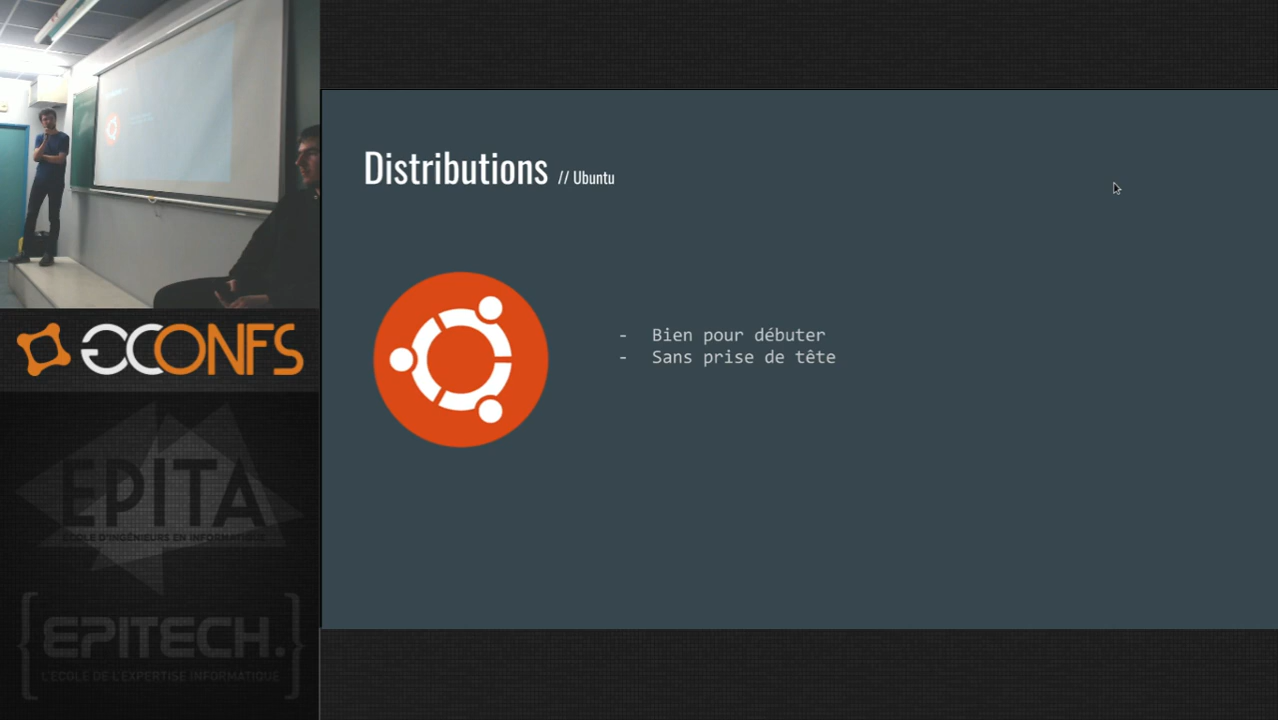 Distributions // Ubuntu
- Bien pour débuter
- Sans prise de tête
GCONFS
EPITA
ÉCOLE D'INGÉNIEURS EN INFORMATIQUE
{EPITECH.}
L'ÉCOLE DE L'EXPERTISE INFORMATIQUE